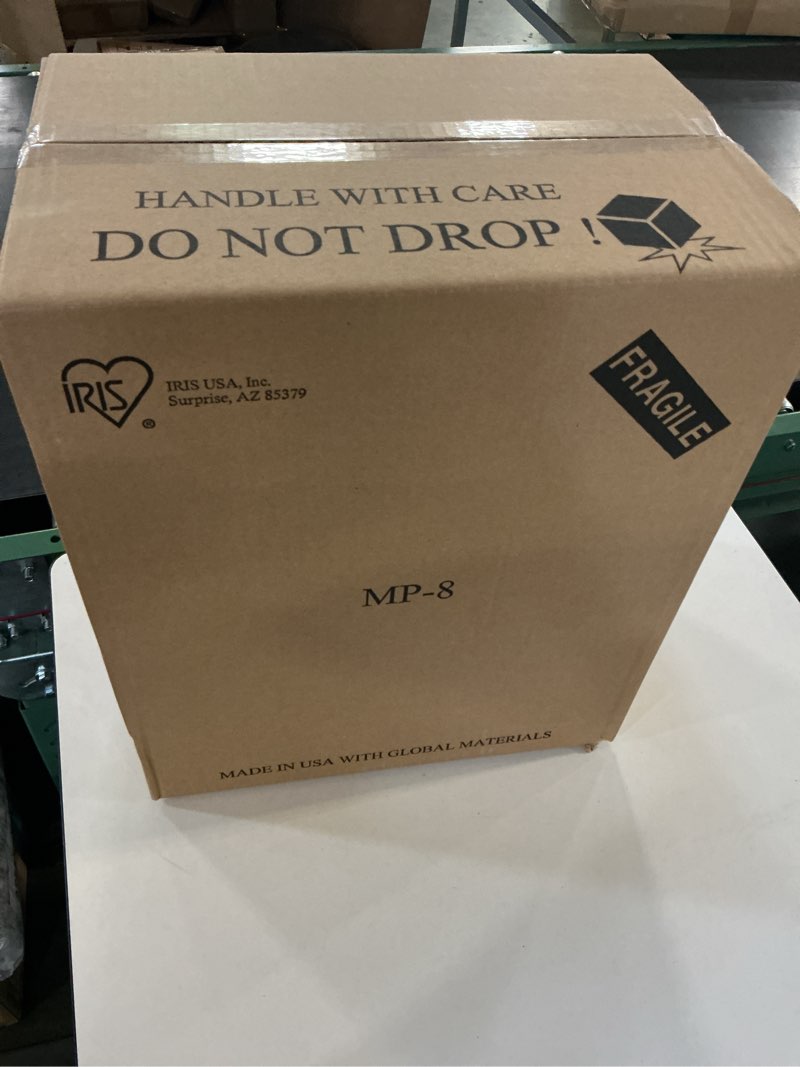 HANDLE WITH CARE
DO NOT DROP !
IRIS
®
IRIS USA, Inc.
Surprise, AZ 85379
FRAGILE
MP-8
MADE IN USA WITH GLOBAL MATERIALS